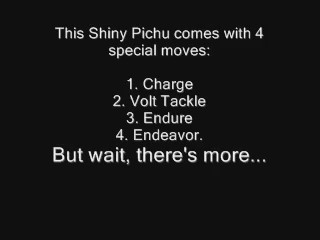 This Shiny Pichu comes with 4
special moves:
1. Charge
2. Volt Tackle
3. Endure
4. Endeavor.
But wait, there's more...